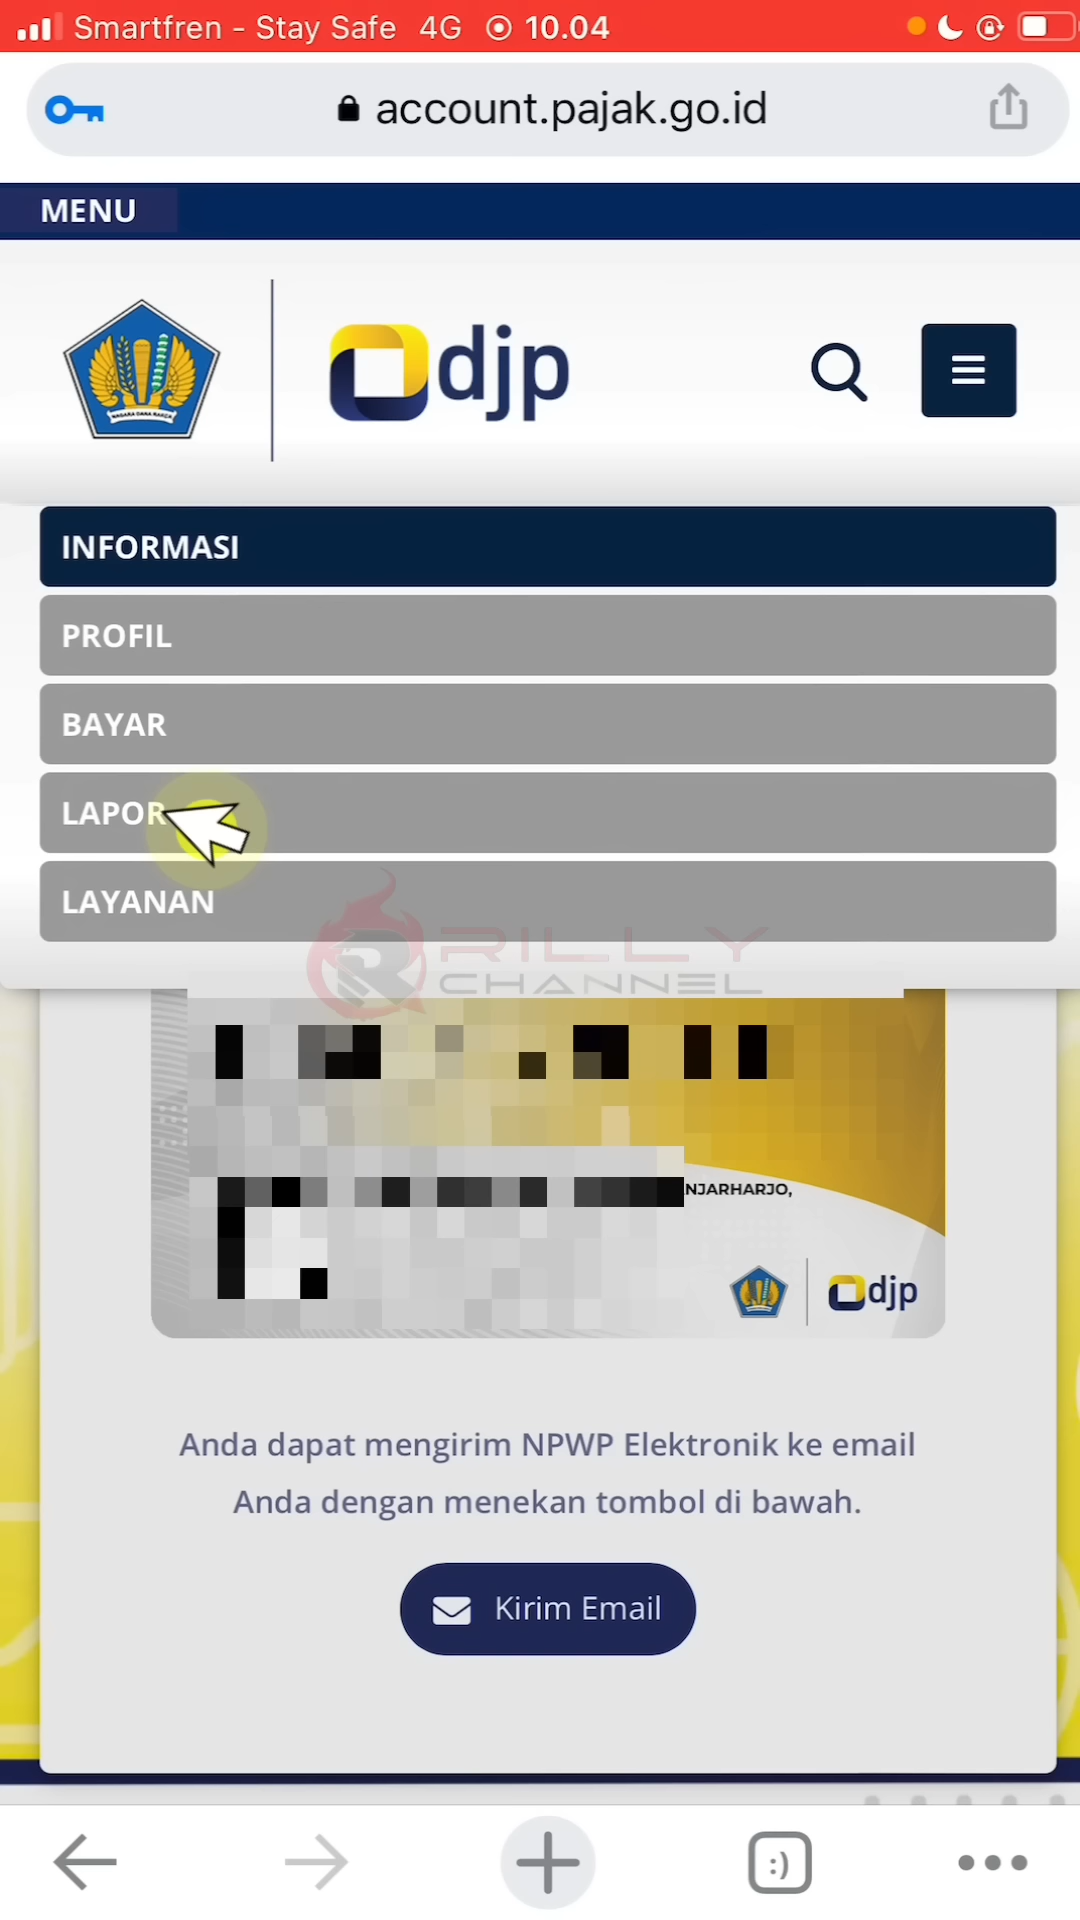 Smartfren - Stay Safe 4G 10.04
account.pajak.go.id
MENU
djp
INFORMASI
PROFIL
BAYAR
LAPOR
LAYANAN
RILLY
CHANNEL
NJARHARJO,
djp
Anda dapat mengirim NPWP Elektronik ke email
Anda dengan menekan tombol di bawah.
Kirim Email
:)